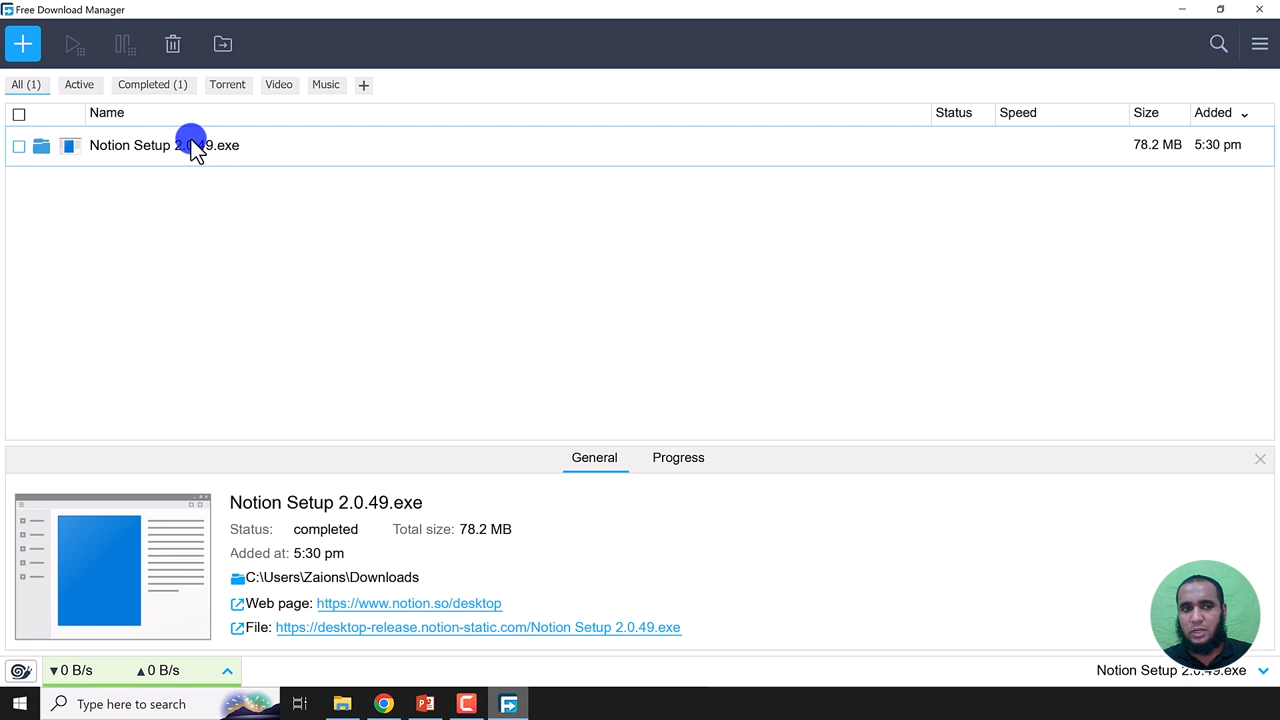 Free Download Manager
All (1) Active Completed (1) Torrent Video Music
Name Status Speed Size Added
Notion Setup 2.0.49.exe 78.2 MB 5:30 pm
General Progress
Notion Setup 2.0.49.exe
Status: completed Total size: 78.2 MB
Added at: 5:30 pm
C:\Users\Zaions\Downloads
Web page: https://www.notion.so/desktop
File: https://desktop-release.notion-static.com/Notion Setup 2.0.49.exe
▼0 B/s ▲0 B/s Notion Setup 2.0.49.exe
Type here to search